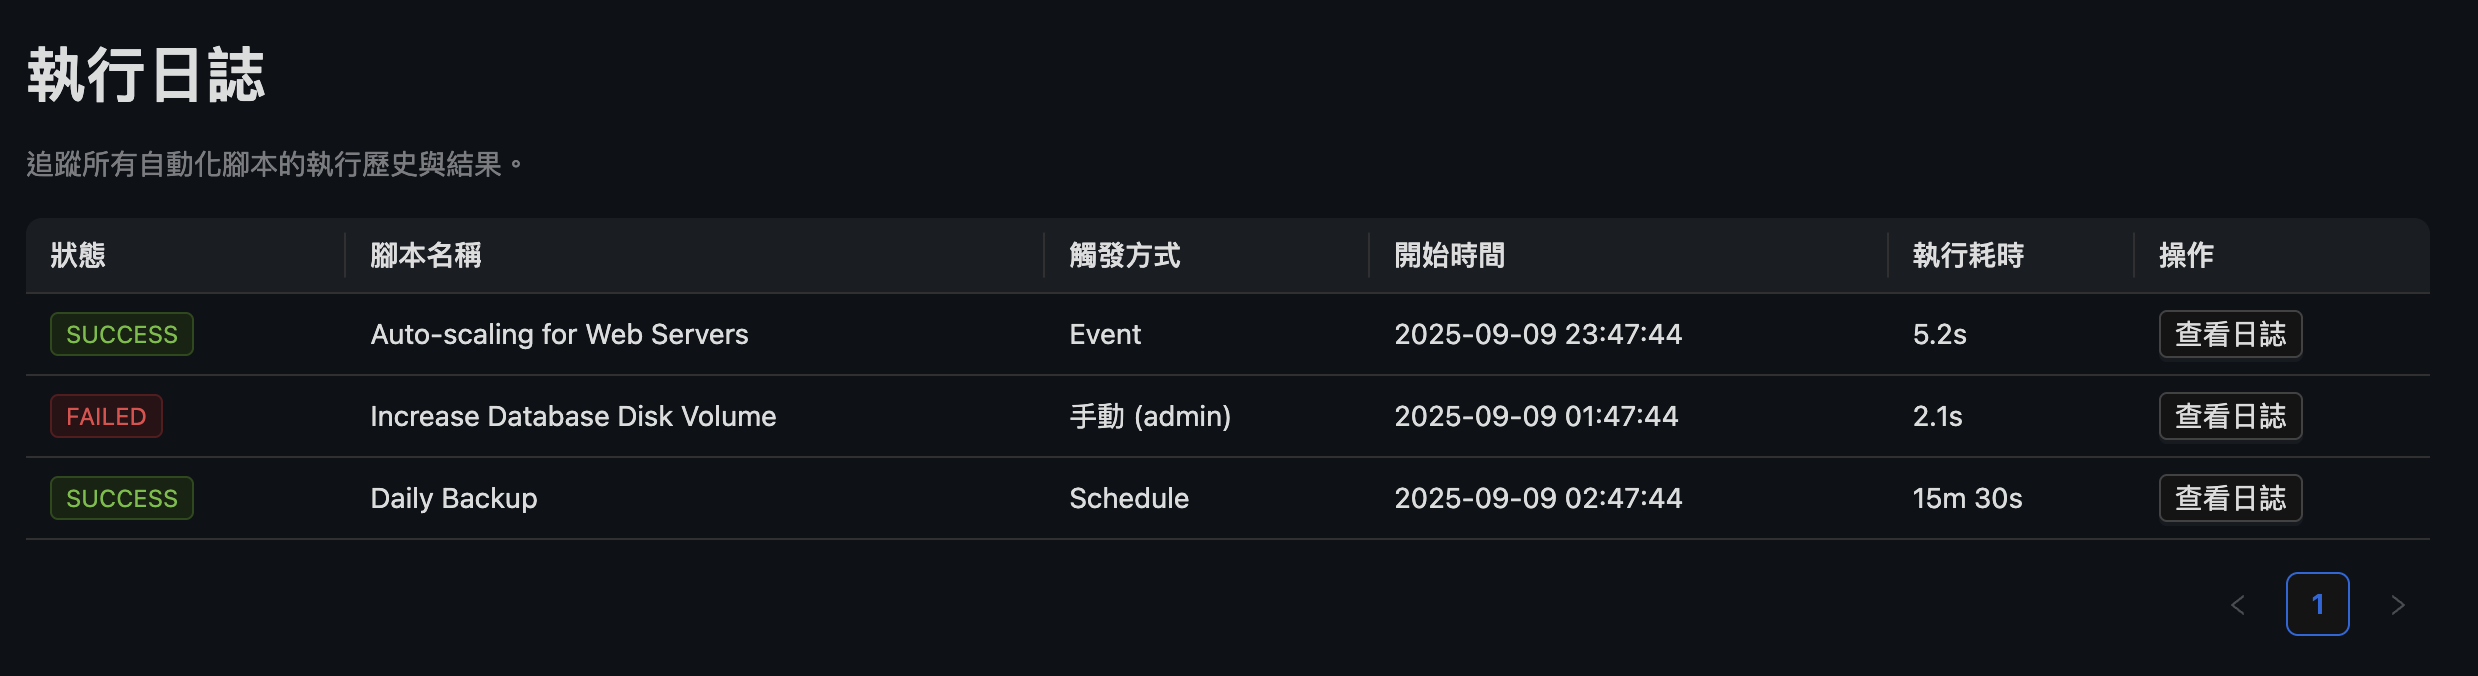 執行日誌
追蹤所有自動化腳本的執行歷史與結果。
狀態 腳本名稱 觸發方式 開始時間 執行耗時 操作
SUCCESS Auto-scaling for Web Servers Event 2025-09-09 23:47:44 5.2s 查看日誌
FAILED Increase Database Disk Volume 手動 (admin) 2025-09-09 01:47:44 2.1s 查看日誌
SUCCESS Daily Backup Schedule 2025-09-09 02:47:44 15m 30s 查看日誌
< 1 >